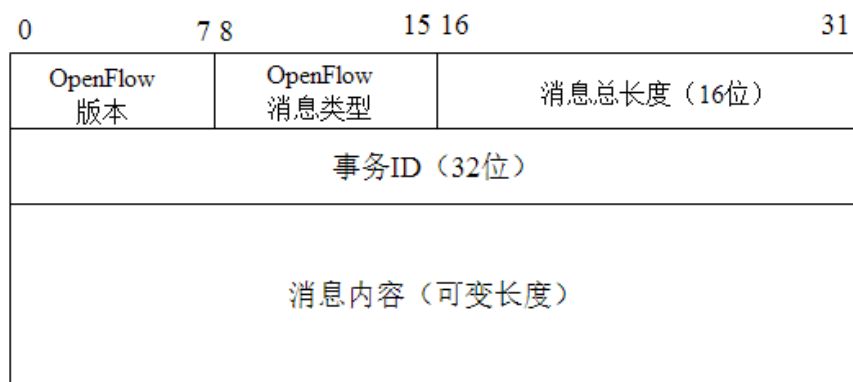 0 7 8 15 16 31
OpenFlow
版本
OpenFlow
消息类型
消息总长度（16位）
事务ID（32位）
消息内容（可变长度）